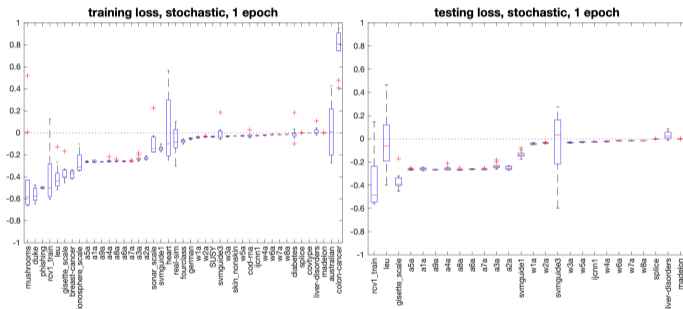 training loss, stochastic, 1 epoch
1
0.8
0.6
0.4
0.2
0
-0.2
-0.4
-0.6
-0.8
-1
mushrooms
duke
phishing
rcv1_train
leu
gisette_scale
breast-cancer
ionosphere_scale
a5a
a1a
a9a
a4a
a8a
a6a
a7a
a3a
a2a
sonar_scale
svmguide1
heart
real-sim
fourclass
german
w1a
w2a
SUSY
svmguide3
w3a
skin_nonskin
w5a
cod-rna
ijcnn1
w4a
w6a
w7a
w8a
diabetes
splice
covtype
liver-disorders
madelon
australian
colon-cancer
testing loss, stochastic, 1 epoch
1
0.8
0.6
0.4
0.2
0
-0.2
-0.4
-0.6
-0.8
-1
rcv1_train
leu
gisette_scale
a5a
a1a
a9a
a4a
a8a
a6a
a7a
a3a
a2a
svmguide1
w1a
w2a
svmguide3
w3a
w5a
ijcnn1
w4a
w6a
w7a
w8a
splice
liver-disorders
madelon